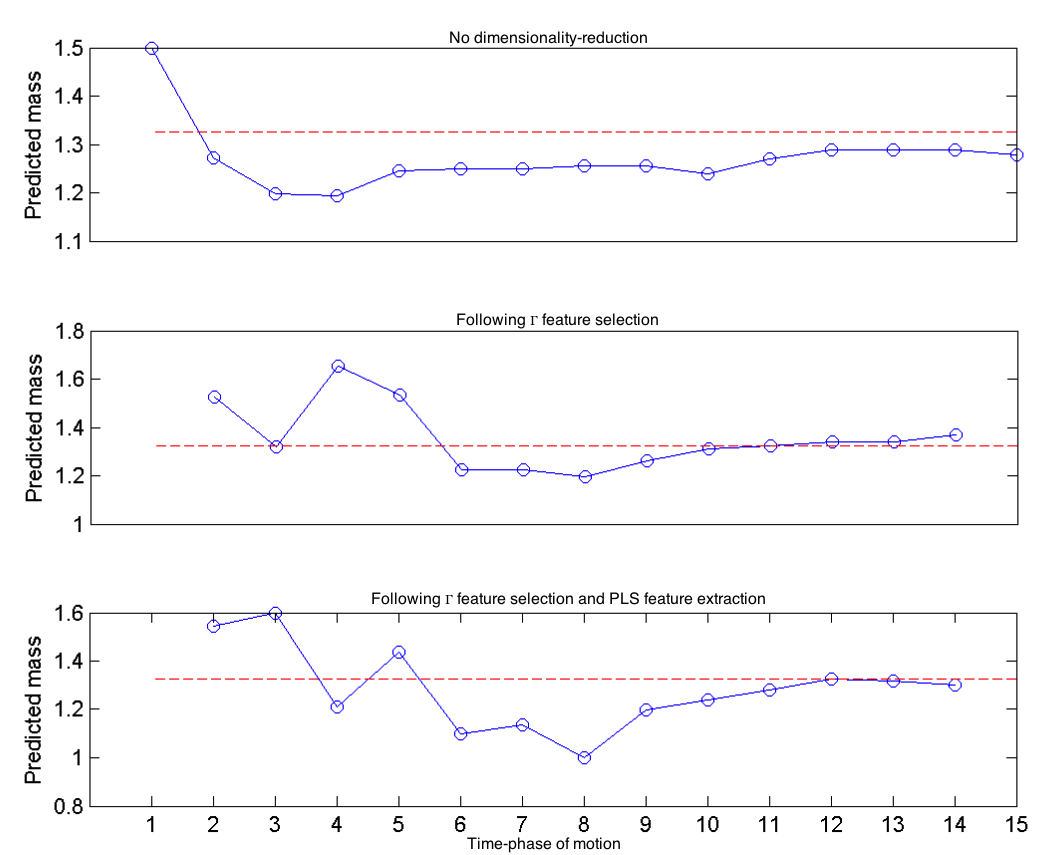 No dimensionality-reduction
Predicted mass
1.5
1.4
1.3
1.2
1.1
Following Γ feature selection
Predicted mass
1.8
1.6
1.4
1.2
1
Following Γ feature selection and PLS feature extraction
Predicted mass
1.6
1.4
1.2
1
0.8
1 2 3 4 5 6 7 8 9 10 11 12 13 14 15
Time-phase of motion